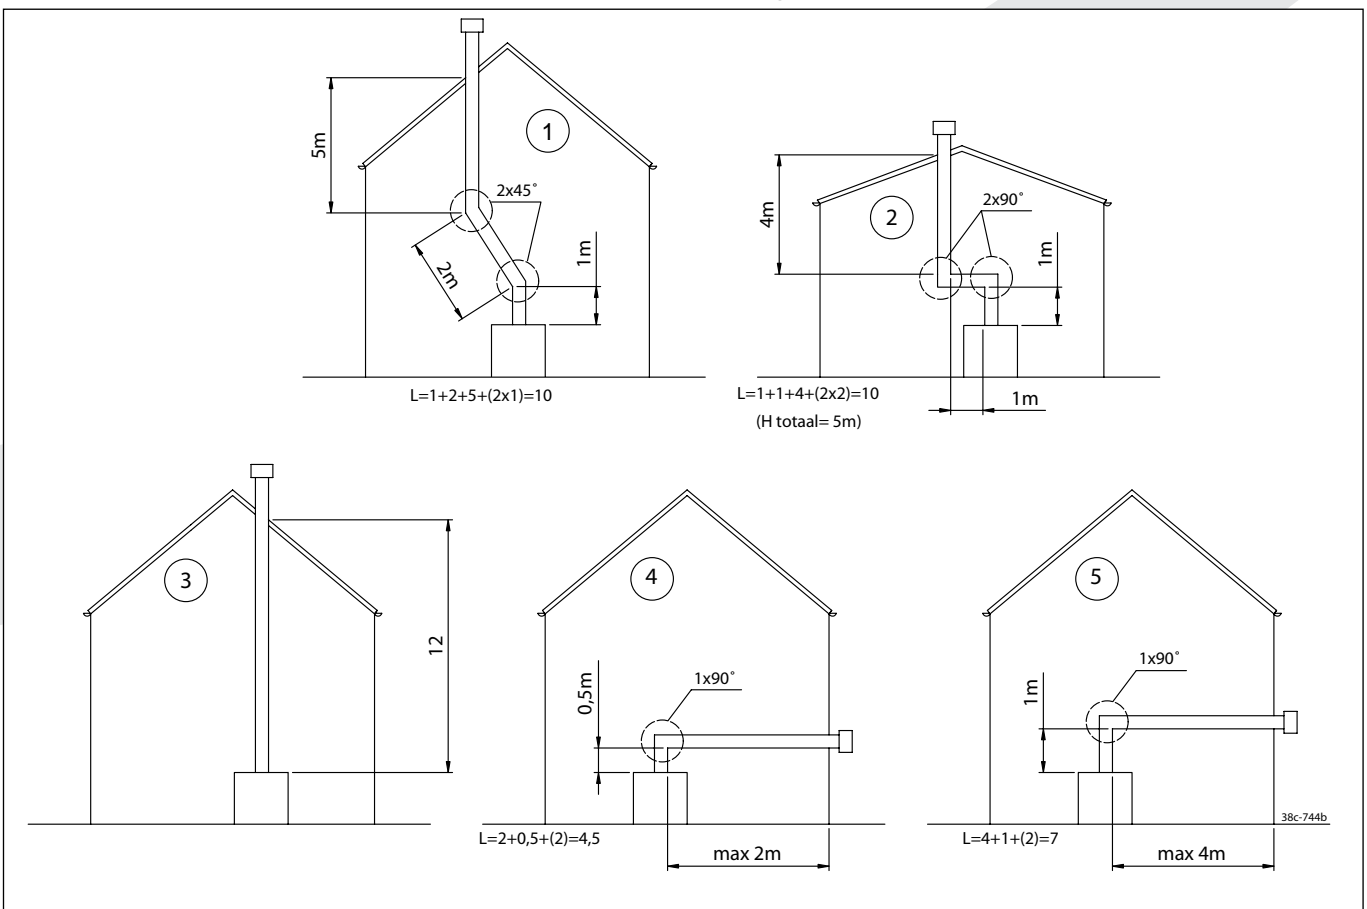 1
5m
2x45°
2m
1m
L=1+2+5+(2x1)=10
2
4m
2x90°
1m
L=1+1+4+(2x2)=10
(H totaal= 5m)
1m
3
12
4
0,5m
1x90°
L=2+0,5+(2)=4,5
max 2m
5
1m
1x90°
38c-744b
L=4+1+(2)=7
max 4m